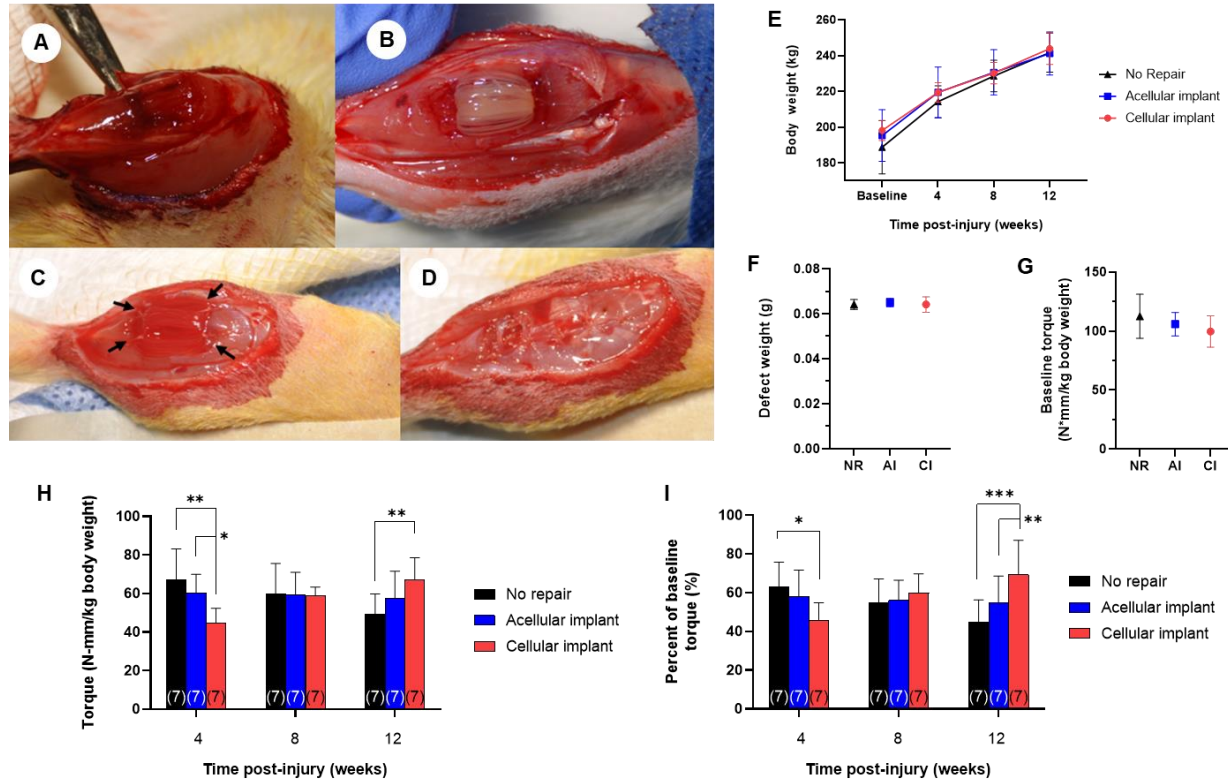 A
B
C
D
E
Body weight (kg)
260
240
220
200
180
Baseline
4
8
12
Time post-injury (weeks)
No Repair
Acellular implant
Cellular implant
F
Defect weight (g)
0.08
0.06
0.04
0.02
0.00
NR
AI
CI
G
Baseline torque
(N*mm/kg body weight)
150
100
50
0
NR
AI
CI
H
Torque (N-mm/kg body weight)
100
80
60
40
20
0
**
*
**
(7)
(7)
(7)
(7)
(7)
(7)
(7)
(7)
(7)
4
8
12
Time post-injury (weeks)
No repair
Acellular implant
Cellular implant
I
Percent of baseline
torque (%)
100
80
60
40
20
0
*
***
**
(7)
(7)
(7)
(7)
(7)
(7)
(7)
(7)
(7)
4
8
12
Time post-injury (weeks)
No repair
Acellular implant
Cellular implant